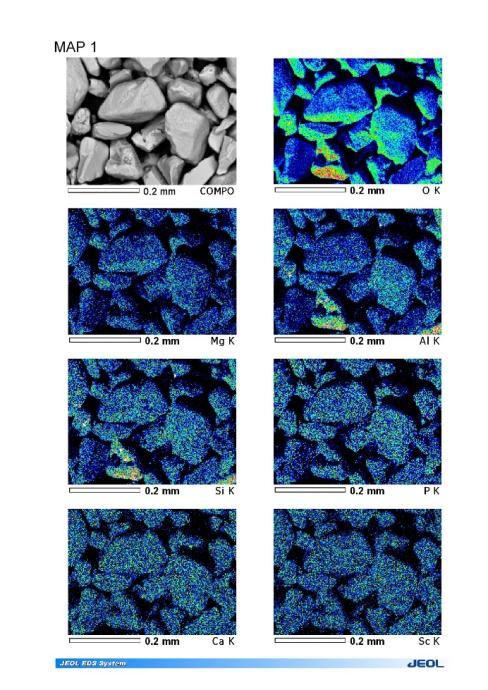 MAP 1
0.2 mm COMPO
0.2 mm O K
0.2 mm Mg K
0.2 mm Al K
0.2 mm Si K
0.2 mm P K
0.2 mm Ca K
0.2 mm Sc K
JEOL EDS System
JEOL